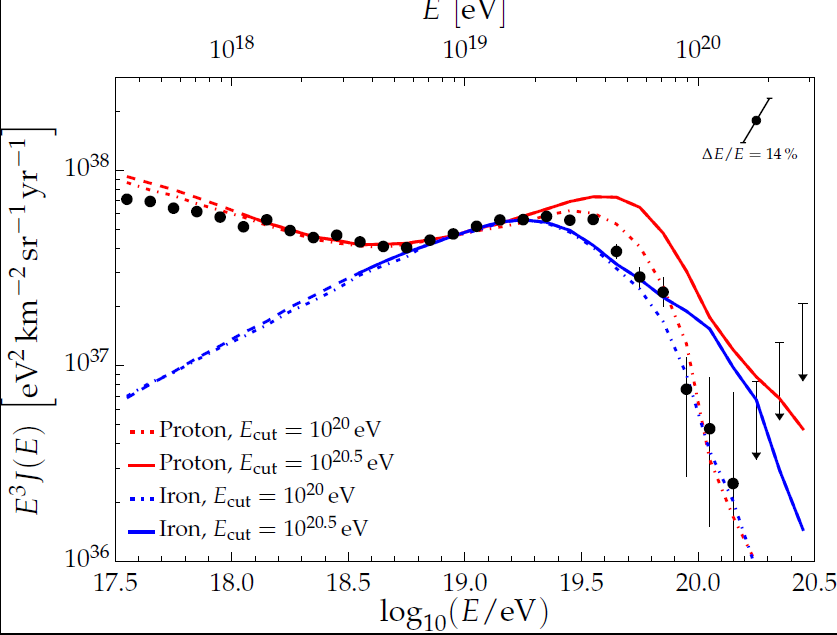 E [eV]
10^18 10^19 10^20
10^38
10^37
10^36
E^3 J(E) [eV^2 km^−2 sr^−1 yr^−1]
ΔE/E = 14 %
Proton, E_cut = 10^20 eV
Proton, E_cut = 10^20.5 eV
Iron, E_cut = 10^20 eV
Iron, E_cut = 10^20.5 eV
17.5 18.0 18.5 19.0 19.5 20.0 20.5
log_10(E/eV)